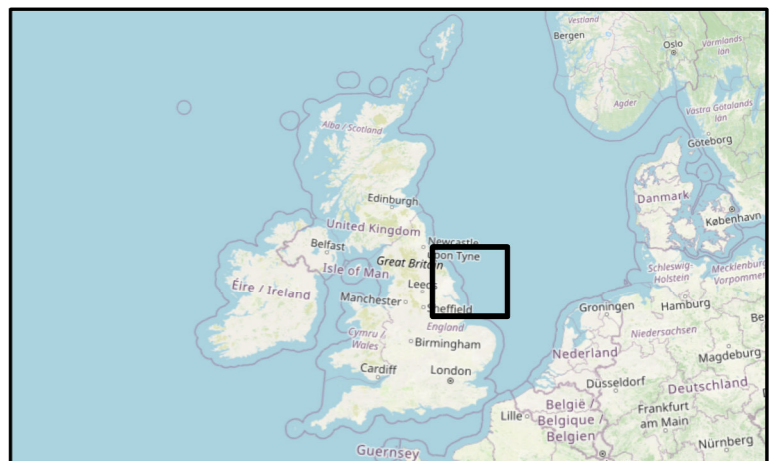 Vestland
Bergen
Oslo
Värmlands
län
Agder
Västra Götalands
län
Göteborg
Alba / Scotland
Danmark
Edinburgh
København
United Kingdom
Newcastle
upon Tyne
Belfast
Great Britain
Isle of Man
Schleswig-
Holstein
Mecklenburg
Vorpommer
Leeds
Éire / Ireland
Manchester
Sheffield
Groningen
Hamburg
Be
England
Cymru /
Wales
Birmingham
Niedersachsen
Nederland
Magdeburg
Cardiff
London
Düsseldorf
Deutschland
België /
Belgique /
Belgien
Lille
Frankfurt
am Main
Nürnberg
Guernsey